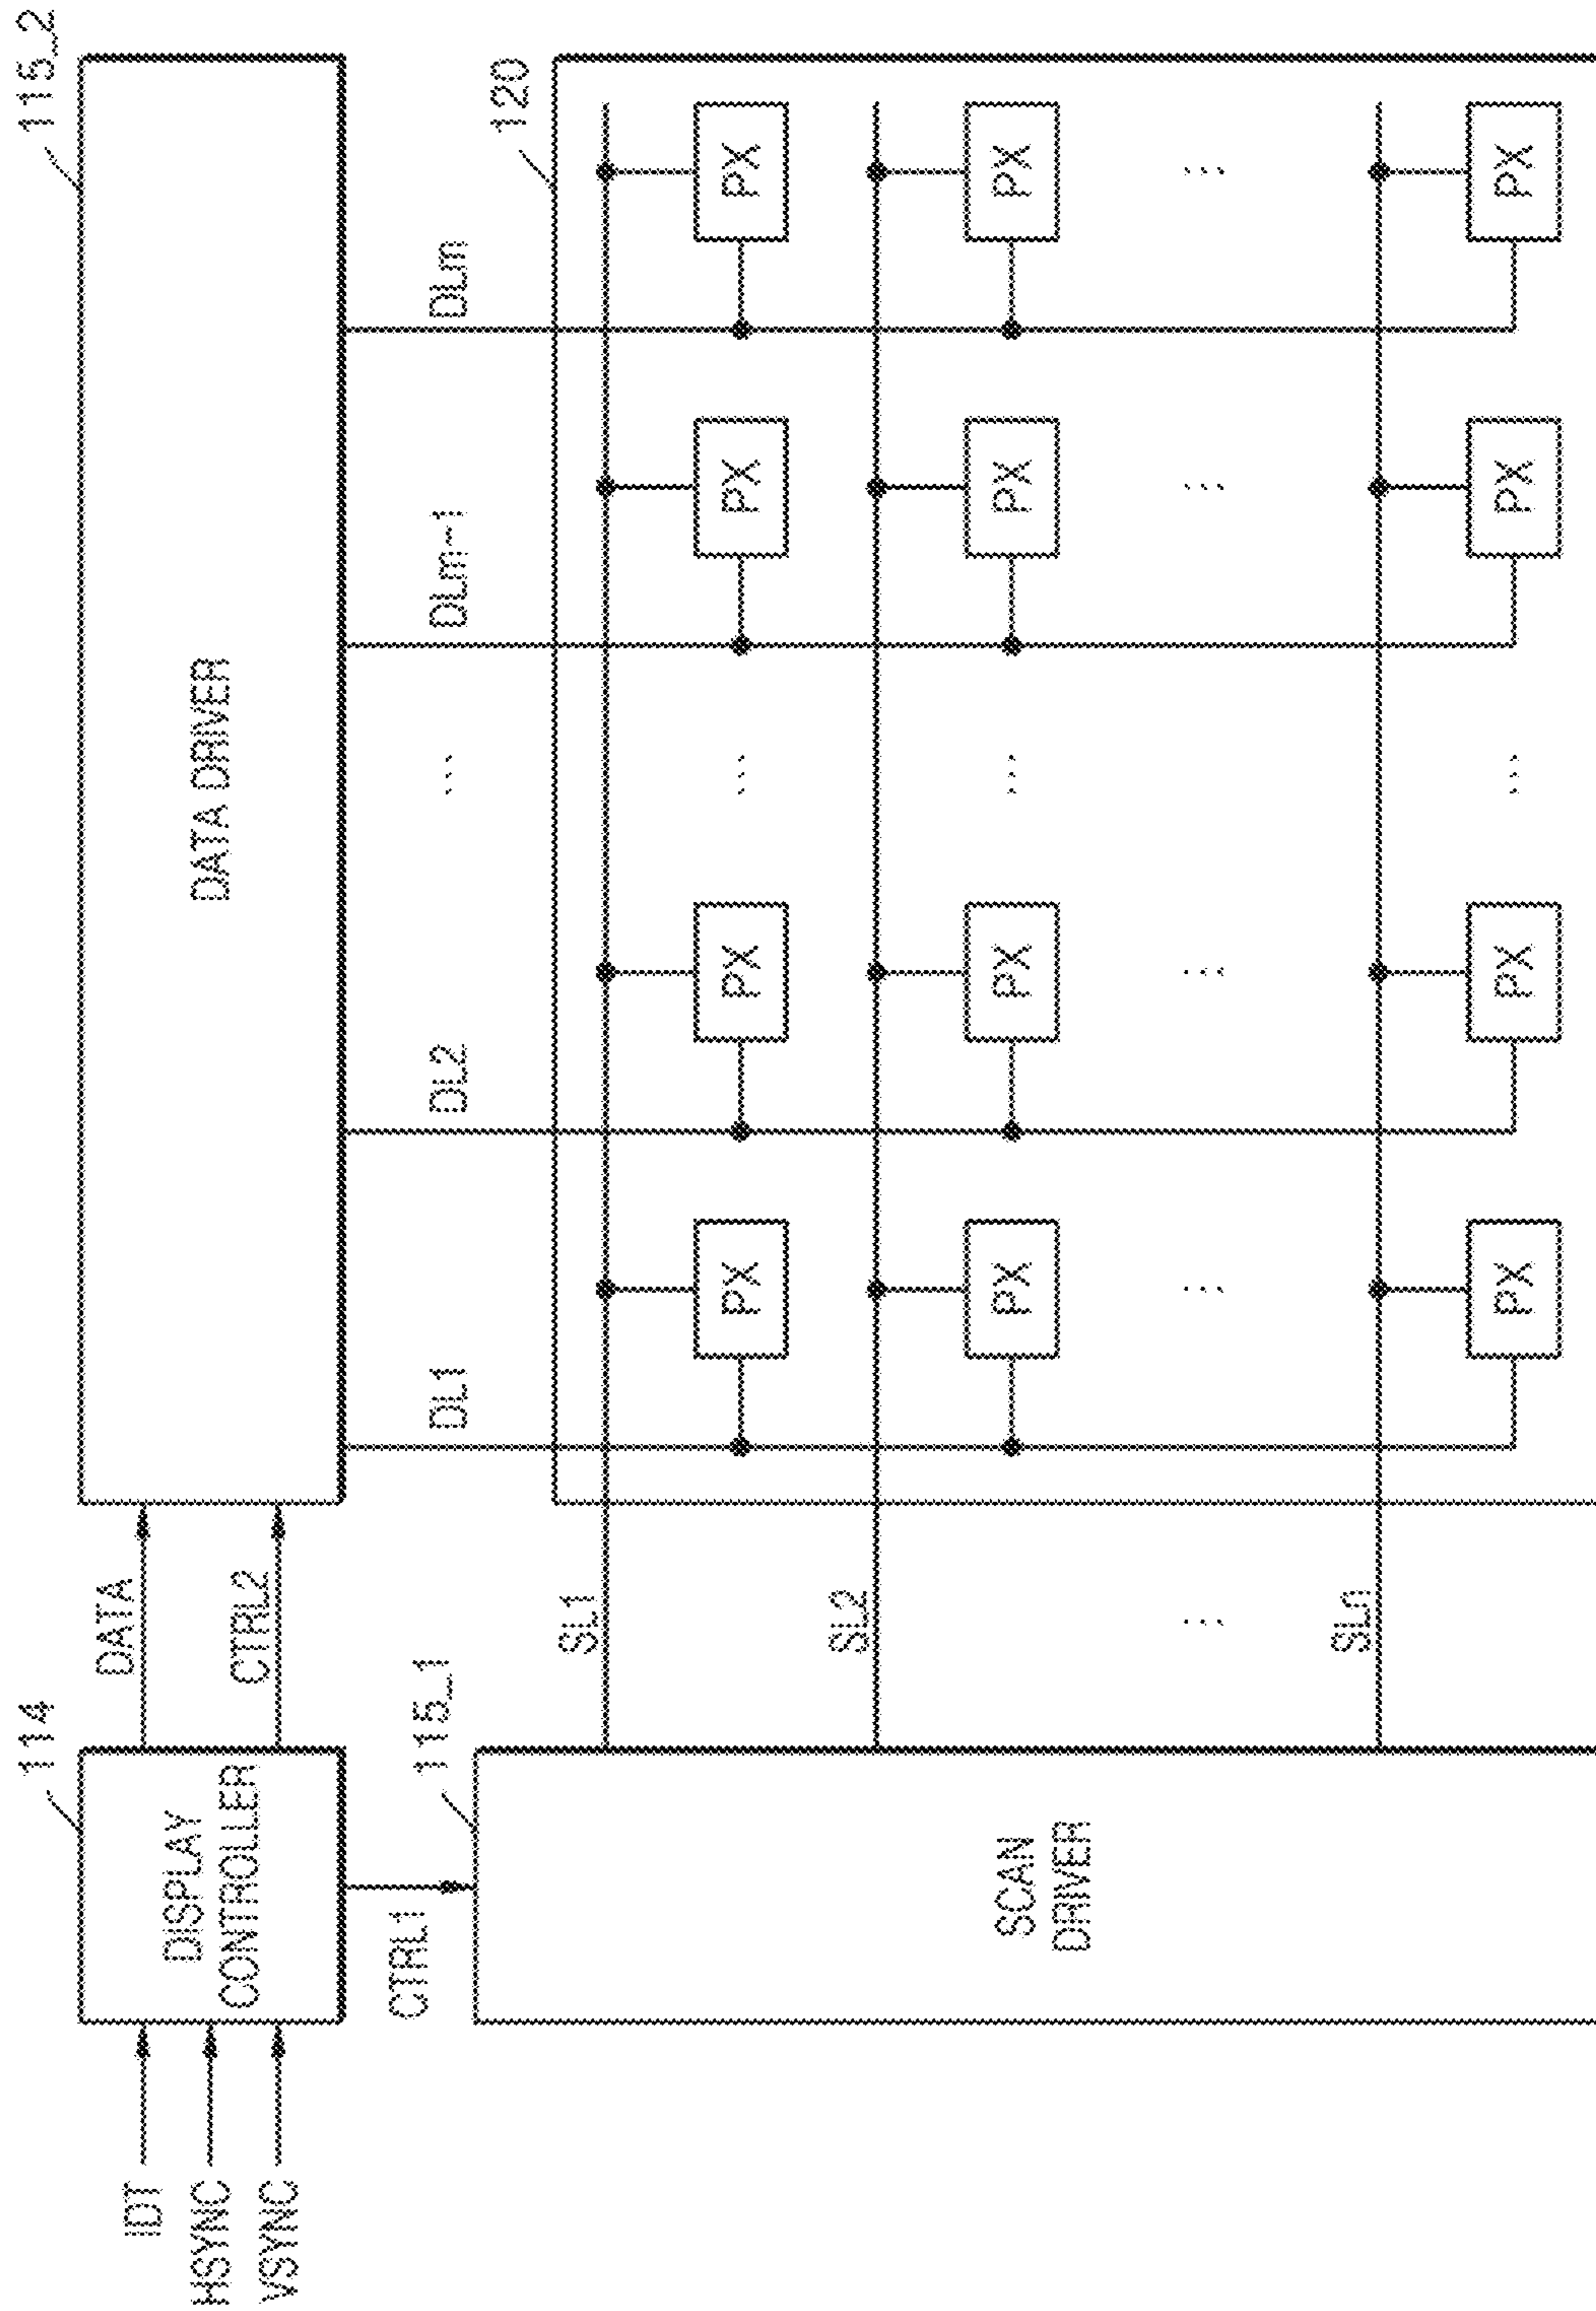 114
115_2
IDT
HSYNC
VSYNC
DISPLAY
CONTROLLER
DATA
CTRL2
DATA DRIVER
CTRL1
115_1
DL1
DL2
...
DLm-1
DLm
120
SCAN
DRIVER
SL1
PX
PX
...
PX
PX
SL2
PX
PX
...
PX
PX
...
...
...
...
...
SLn
PX
PX
...
PX
PX